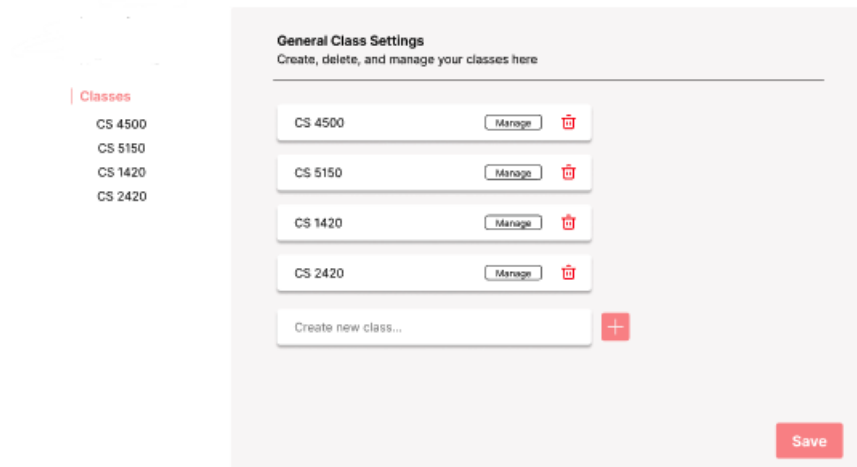 General Class Settings
Create, delete, and manage your classes here
Classes
CS 4500
CS 5150
CS 1420
CS 2420
CS 4500 Manage
CS 5150 Manage
CS 1420 Manage
CS 2420 Manage
Create new class...
Save